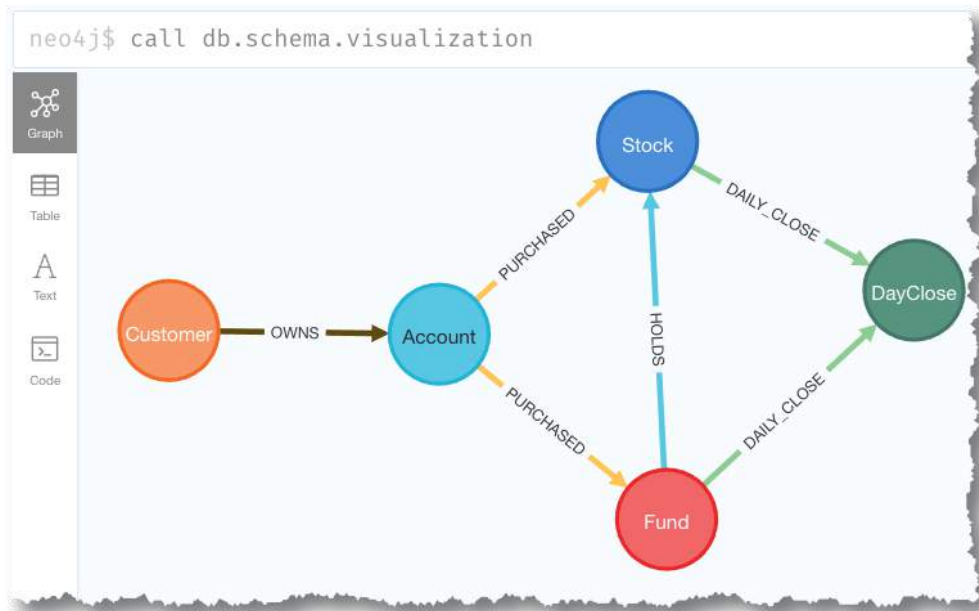 neo4j$ call db.schema.visualization
Graph
Table
Text
Code
Stock
DAILY_CLOSE
PURCHASED
DayClose
Customer
OWNS
Account
HOLDS
PURCHASED
DAILY_CLOSE
Fund